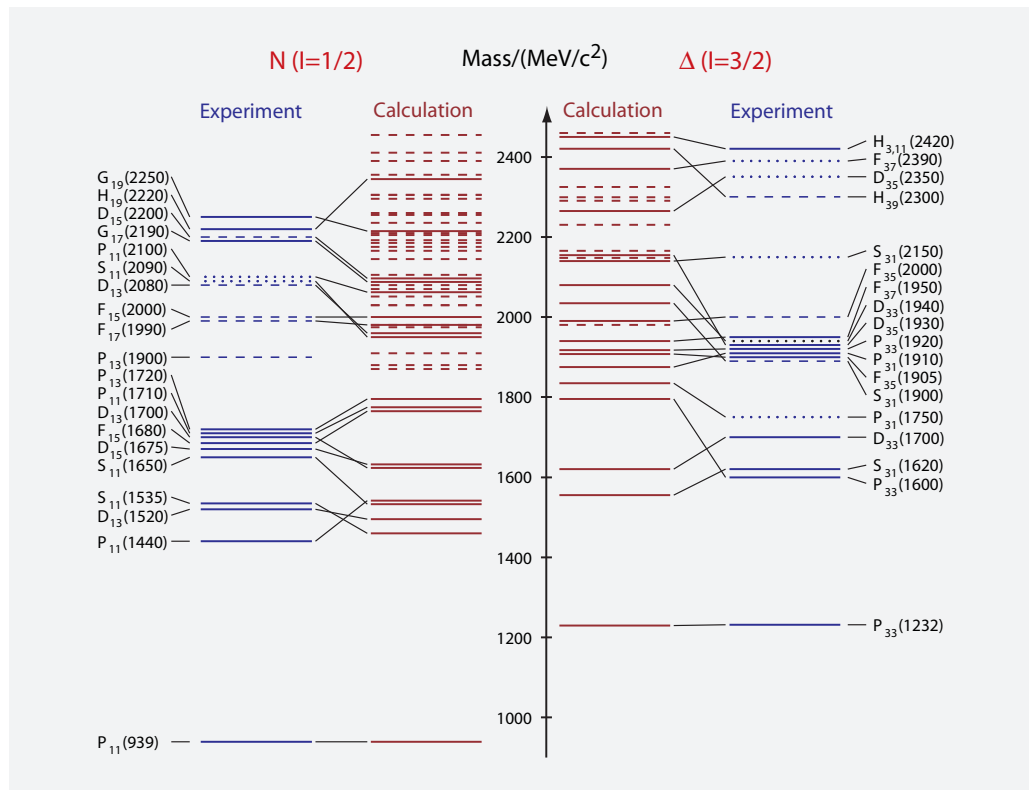 N (I=1/2) Mass/(MeV/c²) Δ (I=3/2)
Experiment Calculation Calculation Experiment
G₁₉(2250)
H₁₉(2220)
D₁₅(2200)
G₁₇(2190)
P₁₁(2100)
S₁₁(2090)
D₁₃(2080)
F₁₅(2000)
F₁₇(1990)
P₁₃(1900)
P₁₃(1720)
P₁₁(1710)
D₁₃(1700)
F₁₅(1680)
D₁₅(1675)
S₁₁(1650)
S₁₁(1535)
D₁₃(1520)
P₁₁(1440)
P₁₁(939)
2400
2200
2000
1800
1600
1400
1200
1000
H₃,₁₁(2420)
F₃₇(2390)
D₃₅(2350)
H₃₉(2300)
S₃₁(2150)
F₃₅(2000)
F₃₇(1950)
D₃₃(1940)
D₃₅(1930)
P₃₃(1920)
P₃₁(1910)
F₃₅(1905)
S₃₁(1900)
P₃₁(1750)
D₃₃(1700)
S₃₁(1620)
P₃₃(1600)
P₃₃(1232)